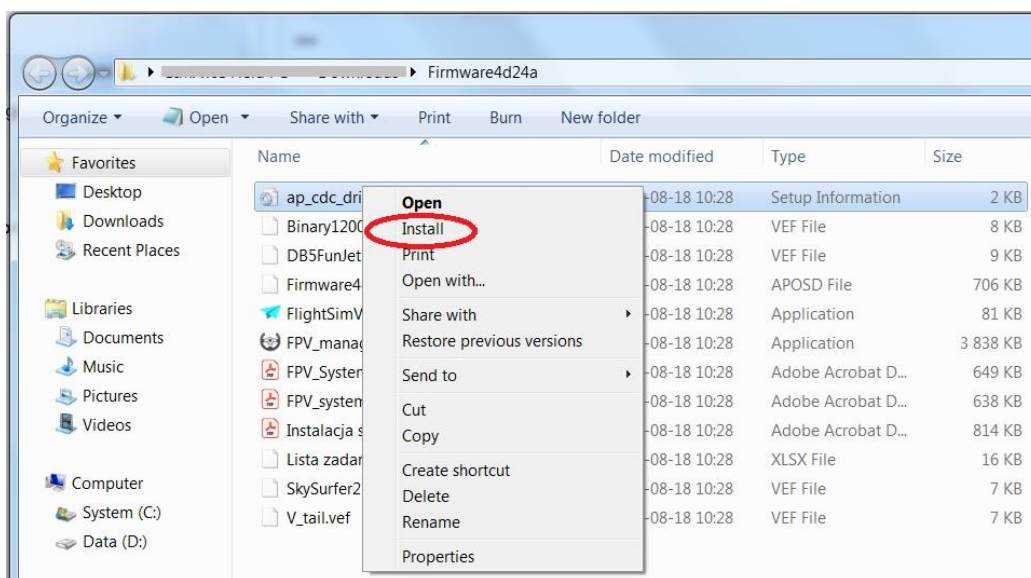 Firmware4d24a
Organize Open Share with Print Burn New folder
Favorites
Desktop
Downloads
Recent Places
Libraries
Documents
Music
Pictures
Videos
Computer
System (C:)
Data (D:)
Name Date modified Type Size
ap_cdc_dri -08-18 10:28 Setup Information 2 KB
Binary1200 -08-18 10:28 VEF File 8 KB
DB5FunJet -08-18 10:28 VEF File 9 KB
Firmware4 -08-18 10:28 APOSD File 706 KB
FlightSimV -08-18 10:28 Application 81 KB
FPV_manag -08-18 10:28 Application 3 838 KB
FPV_System -08-18 10:28 Adobe Acrobat D... 649 KB
FPV_system -08-18 10:28 Adobe Acrobat D... 638 KB
Instalacja s -08-18 10:28 Adobe Acrobat D... 814 KB
Lista zadar -08-18 10:28 XLSX File 16 KB
SkySurfer2 -08-18 10:28 VEF File 7 KB
V_tail.vef -08-18 10:28 VEF File 7 KB
Open
Install
Print
Open with...
Share with
Restore previous versions
Send to
Cut
Copy
Create shortcut
Delete
Rename
Properties